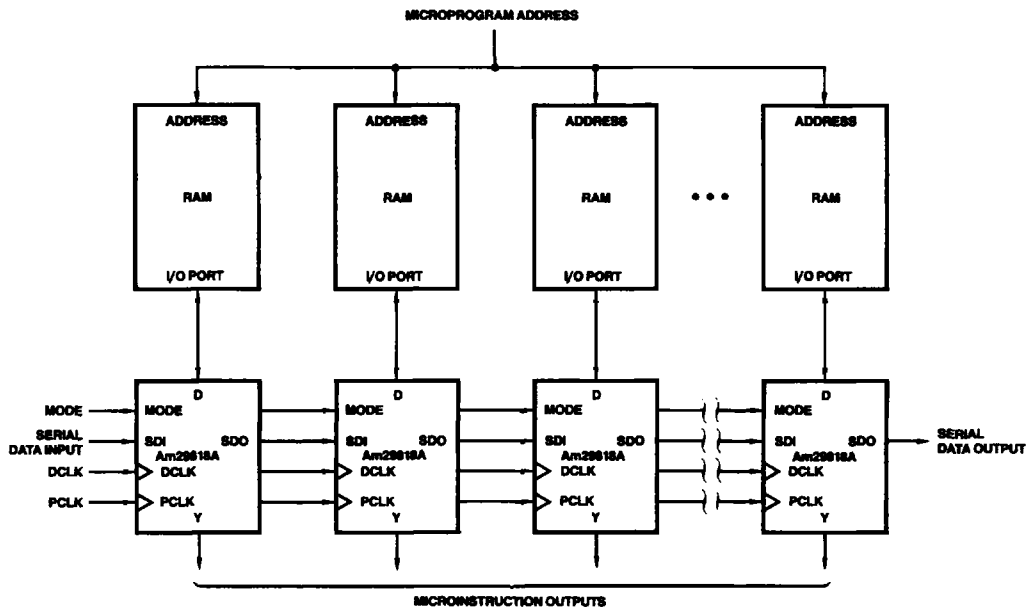 MICROPROGRAM ADDRESS
ADDRESS ADDRESS ADDRESS ADDRESS
RAM RAM RAM • • • RAM
I/O PORT I/O PORT I/O PORT I/O PORT
D D D D
MODE MODE MODE MODE MODE
SERIAL
DATA INPUT
SDI SDO SDI SDO SDI SDO SDI SDO
SERIAL
DATA OUTPUT
Am29818A Am29818A Am29818A Am29818A
DCLK DCLK DCLK DCLK DCLK
PCLK PCLK PCLK PCLK PCLK
Y Y Y Y
MICROINSTRUCTION OUTPUTS